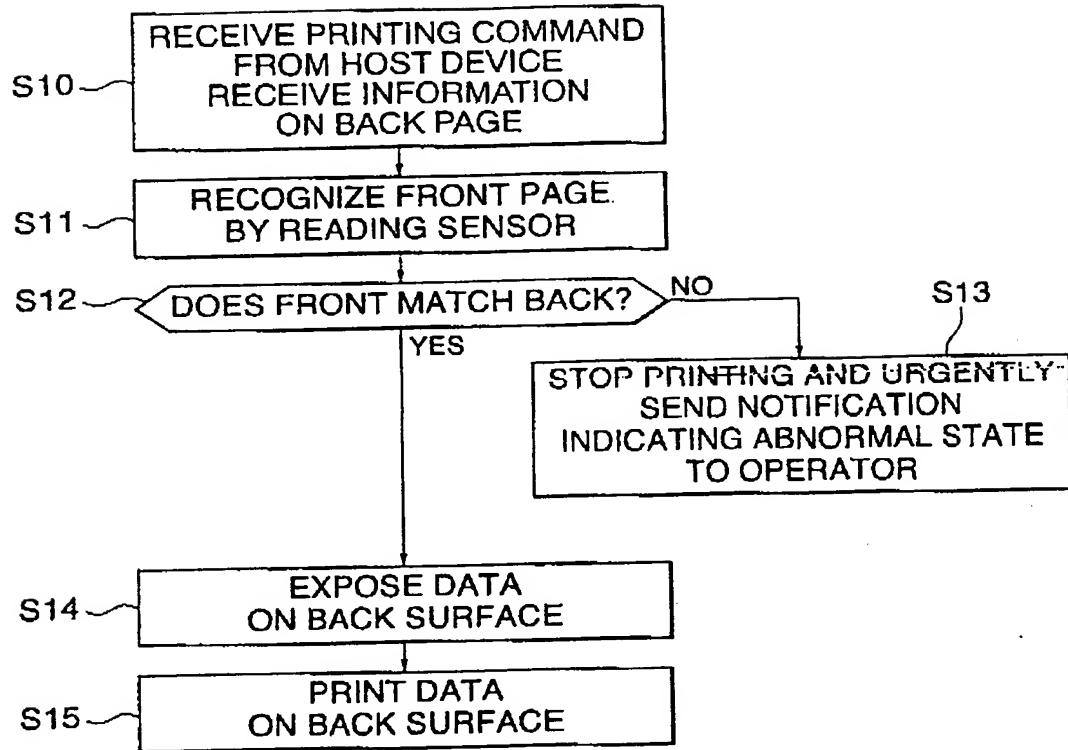 S10
RECEIVE PRINTING COMMAND
FROM HOST DEVICE
RECEIVE INFORMATION
ON BACK PAGE
S11
RECOGNIZE FRONT PAGE
BY READING SENSOR
S12
DOES FRONT MATCH BACK?
NO
YES
S13
STOP PRINTING AND URGENTLY
SEND NOTIFICATION
INDICATING ABNORMAL STATE
TO OPERATOR
S14
EXPOSE DATA
ON BACK SURFACE
S15
PRINT DATA
ON BACK SURFACE